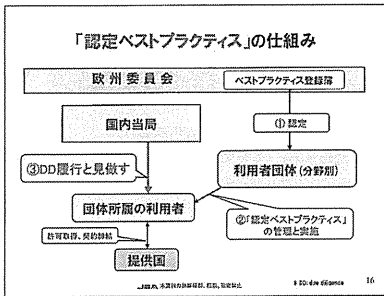 「認定ベストプラクティス」の仕組み
欧州委員会
ベストプラクティス登録簿
国内当局
①認定
③DD履行と見做す
利用者団体(分野別)
団体所属の利用者
②「認定ベストプラクティス」
の管理と実施
許可取得、契約締結
提供国
JBA
※ DD: due diligence
16